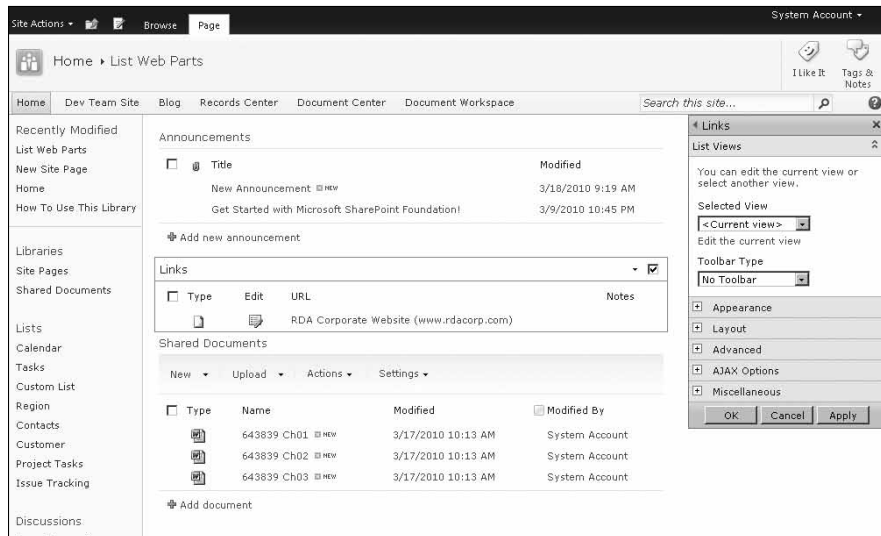 Site Actions Browse Page System Account
Home List Web Parts
I Like It Tags & Notes
Home Dev Team Site Blog Records Center Document Center Document Workspace Search this site...
Recently Modified
List Web Parts
New Site Page
Home
How To Use This Library
Libraries
Site Pages
Shared Documents
Lists
Calendar
Tasks
Custom List
Region
Contacts
Customer
Project Tasks
Issue Tracking
Discussions
Announcements
Title Modified
New Announcement NEW 3/18/2010 9:19 AM
Get Started with Microsoft SharePoint Foundation! 3/9/2010 10:45 PM
Add new announcement
Links
Type Edit URL Notes
RDA Corporate Website (www.rdacorp.com)
Shared Documents
New Upload Actions Settings
Type Name Modified Modified By
643839 Ch01 NEW 3/17/2010 10:13 AM System Account
643839 Ch02 NEW 3/17/2010 10:13 AM System Account
643839 Ch03 NEW 3/17/2010 10:13 AM System Account
Add document
Links
List Views
You can edit the current view or
select another view.
Selected View
<Current view>
Edit the current view
Toolbar Type
No Toolbar
Appearance
Layout
Advanced
AJAX Options
Miscellaneous
OK Cancel Apply